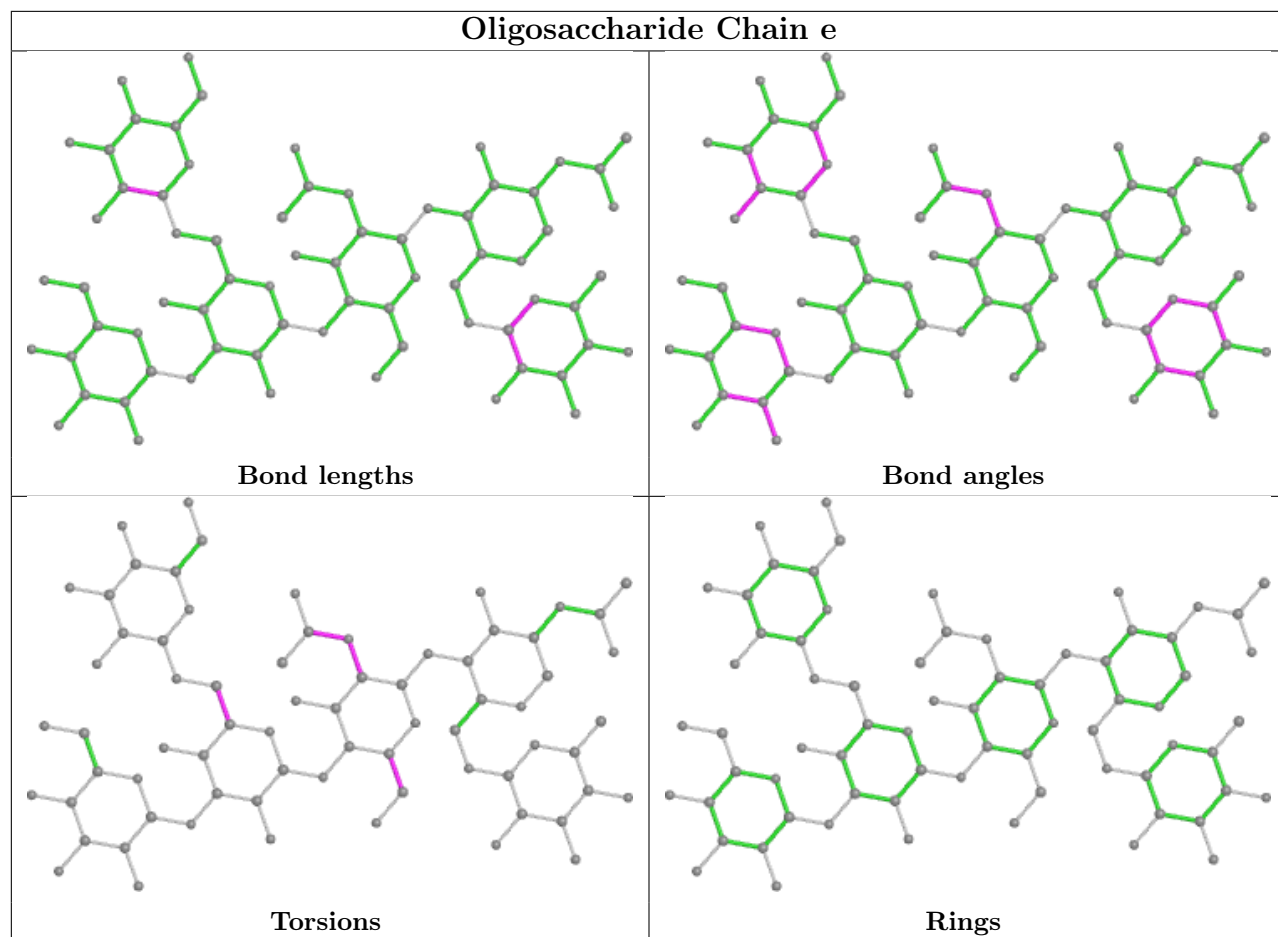 Oligosaccharide Chain e
Bond lengths
Bond angles
Torsions
Rings